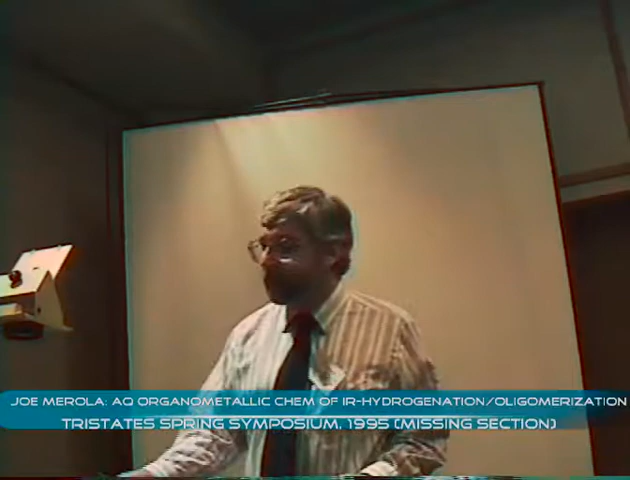 JOE MEROLA: AQ ORGANOMETALLIC CHEM OF IR-HYDROGENATION/OLIGOMERIZATION
TRISTATES SPRING SYMPOSIUM, 1995 (MISSING SECTION)